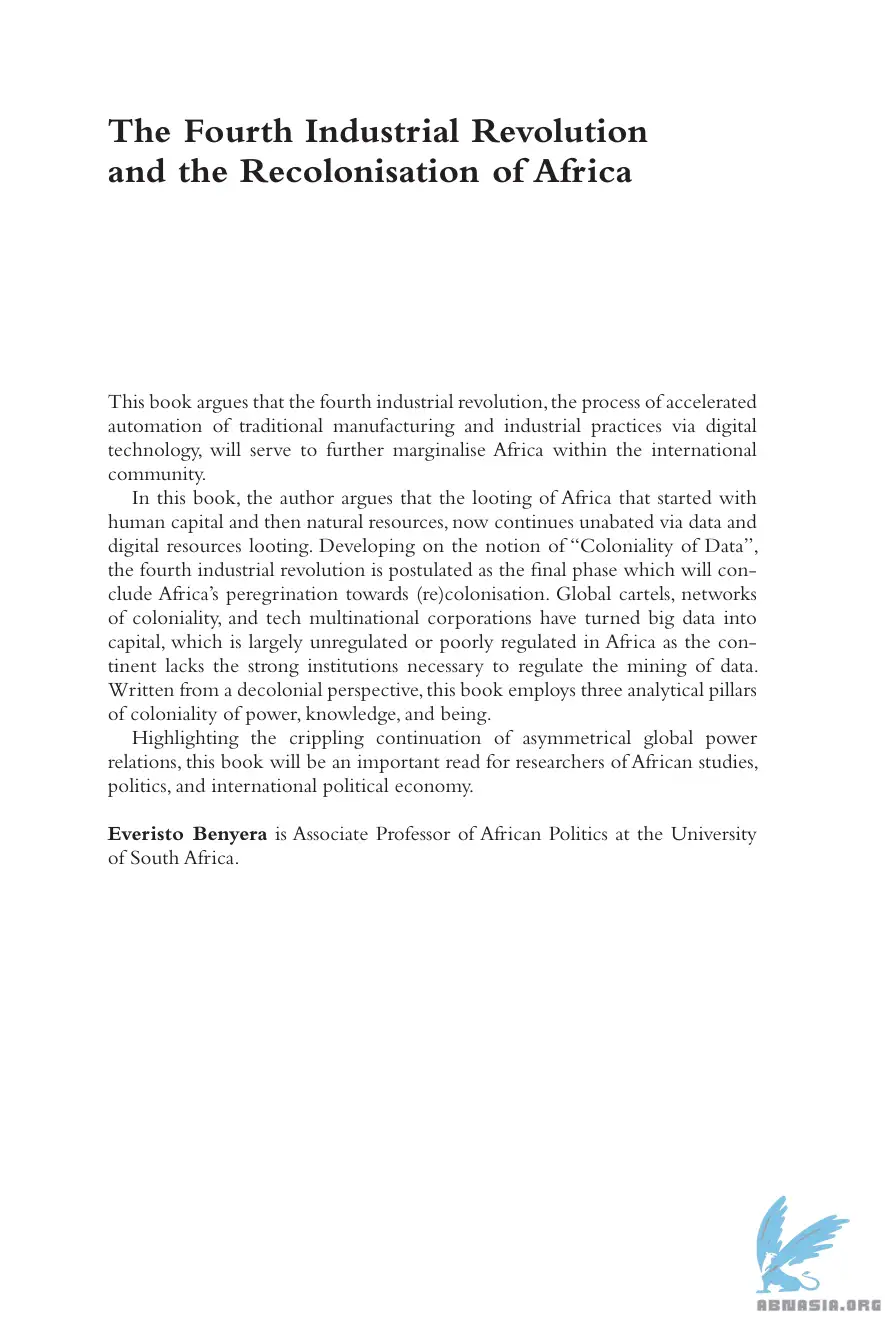 The Fourth Industrial Revolution
and the Recolonisation of Africa
This book argues that the fourth industrial revolution, the process of accelerated
automation of traditional manufacturing and industrial practices via digital
technology, will serve to further marginalise Africa within the international
community.
In this book, the author argues that the looting of Africa that started with
human capital and then natural resources, now continues unabated via data and
digital resources looting. Developing on the notion of “Coloniality of Data”,
the fourth industrial revolution is postulated as the final phase which will con-
clude Africa’s peregrination towards (re)colonisation. Global cartels, networks
of coloniality, and tech multinational corporations have turned big data into
capital, which is largely unregulated or poorly regulated in Africa as the con-
tinent lacks the strong institutions necessary to regulate the mining of data.
Written from a decolonial perspective, this book employs three analytical pillars
of coloniality of power, knowledge, and being.
Highlighting the crippling continuation of asymmetrical global power
relations, this book will be an important read for researchers of African studies,
politics, and international political economy.
Everisto Benyera is Associate Professor of African Politics at the University
of South Africa.
ABNASIA.ORG